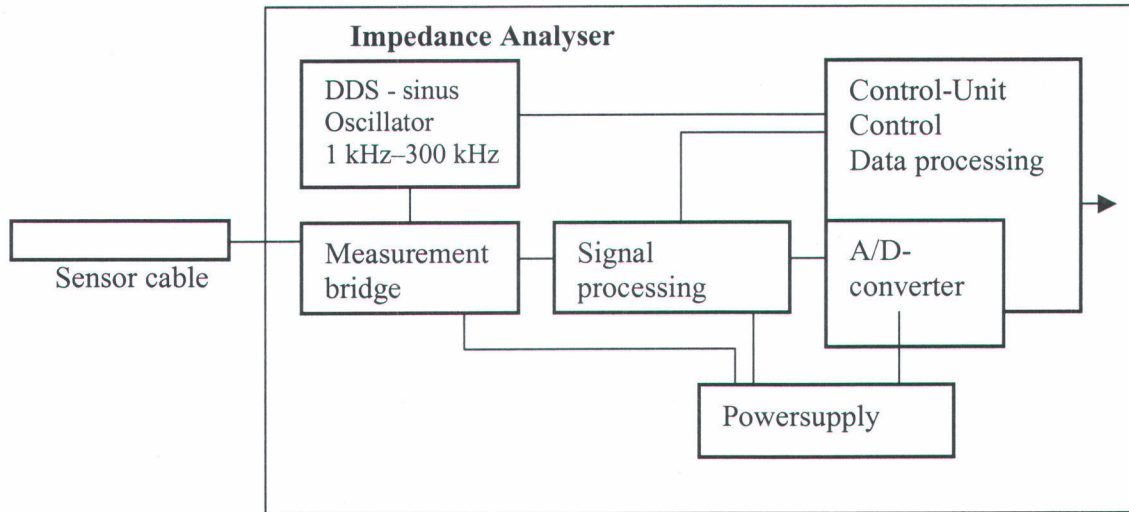 Impedance Analyser
DDS - sinus
Oscillator
1 kHz–300 kHz
Control-Unit
Control
Data processing
Sensor cable
Measurement
bridge
Signal
processing
A/D-
converter
Powersupply